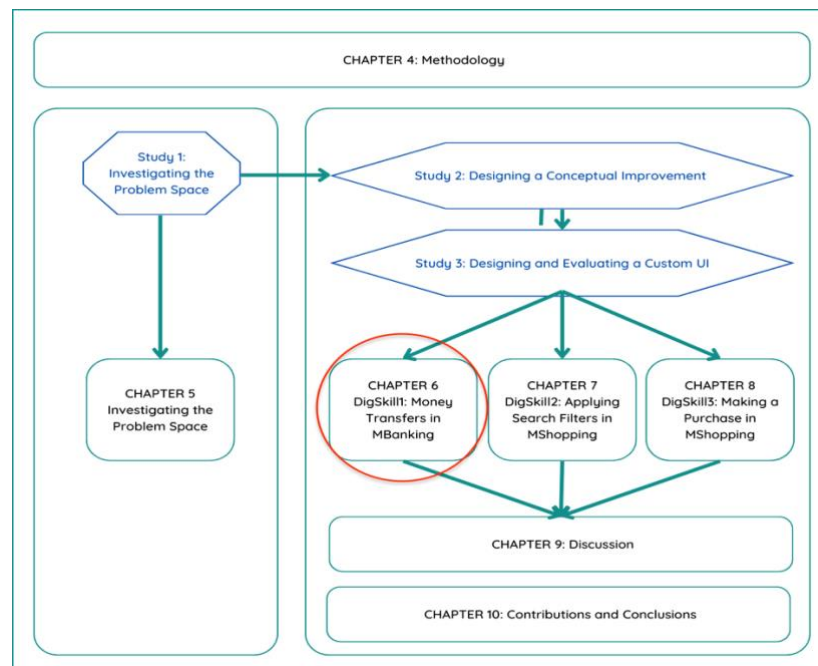 CHAPTER 4: Methodology
Study 1:
Investigating the
Problem Space
Study 2: Designing a Conceptual Improvement
Study 3: Designing and Evaluating a Custom UI
CHAPTER 5
Investigating the
Problem Space
CHAPTER 6
DigSkill1: Money
Transfers in
MBanking
CHAPTER 7
DigSkill2: Applying
Search Filters in
MShopping
CHAPTER 8
DigSkill3: Making a
Purchase in
MShopping
CHAPTER 9: Discussion
CHAPTER 10: Contributions and Conclusions